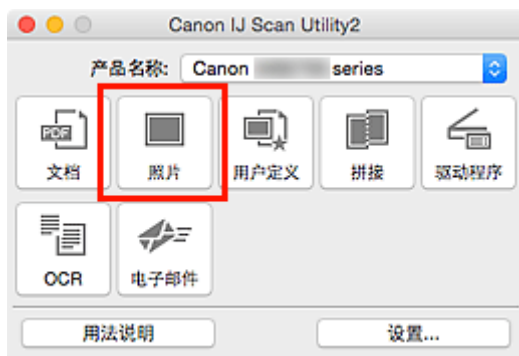 Canon IJ Scan Utility2
产品名称: Canon series
PDF
文档 照片 用户定义 拼接 驱动程序
OCR 电子邮件
用法说明 设置...